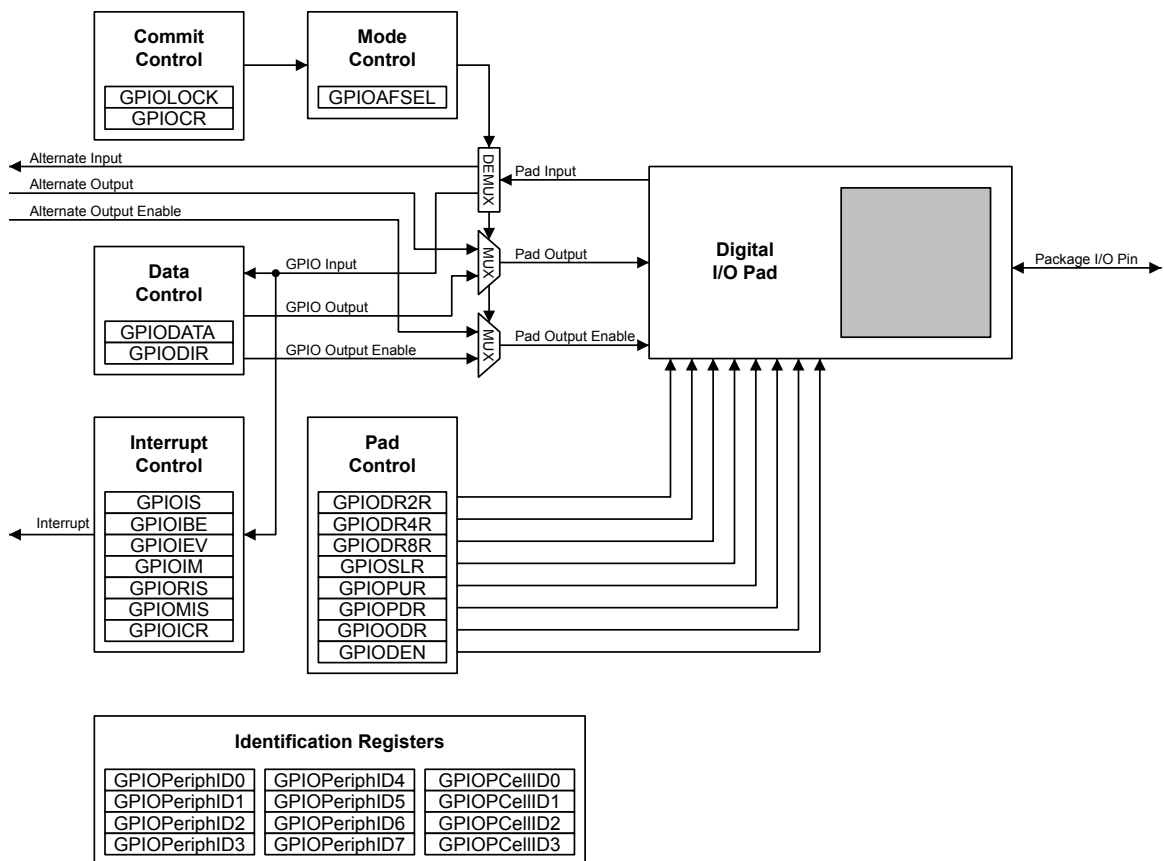 Commit
Control
GPIOLOCK
GPIOCR
Mode
Control
GPIOAFSEL
Alternate Input
Alternate Output
Alternate Output Enable
DEMUX
Pad Input
MUX
Pad Output
MUX
Pad Output Enable
Digital
I/O Pad
Package I/O Pin
Data
Control
GPIODATA
GPIODIR
GPIO Input
GPIO Output
GPIO Output Enable
Interrupt
Control
GPIOIS
GPIOIBE
GPIOIEV
GPIOIM
GPIORIS
GPIOMIS
GPIOICR
Interrupt
Pad
Control
GPIODR2R
GPIODR4R
GPIODR8R
GPIOSLR
GPIOPUR
GPIOPDR
GPIOODR
GPIODEN
Identification Registers
GPIOPeriphID0
GPIOPeriphID1
GPIOPeriphID2
GPIOPeriphID3
GPIOPeriphID4
GPIOPeriphID5
GPIOPeriphID6
GPIOPeriphID7
GPIOPCellID0
GPIOPCellID1
GPIOPCellID2
GPIOPCellID3